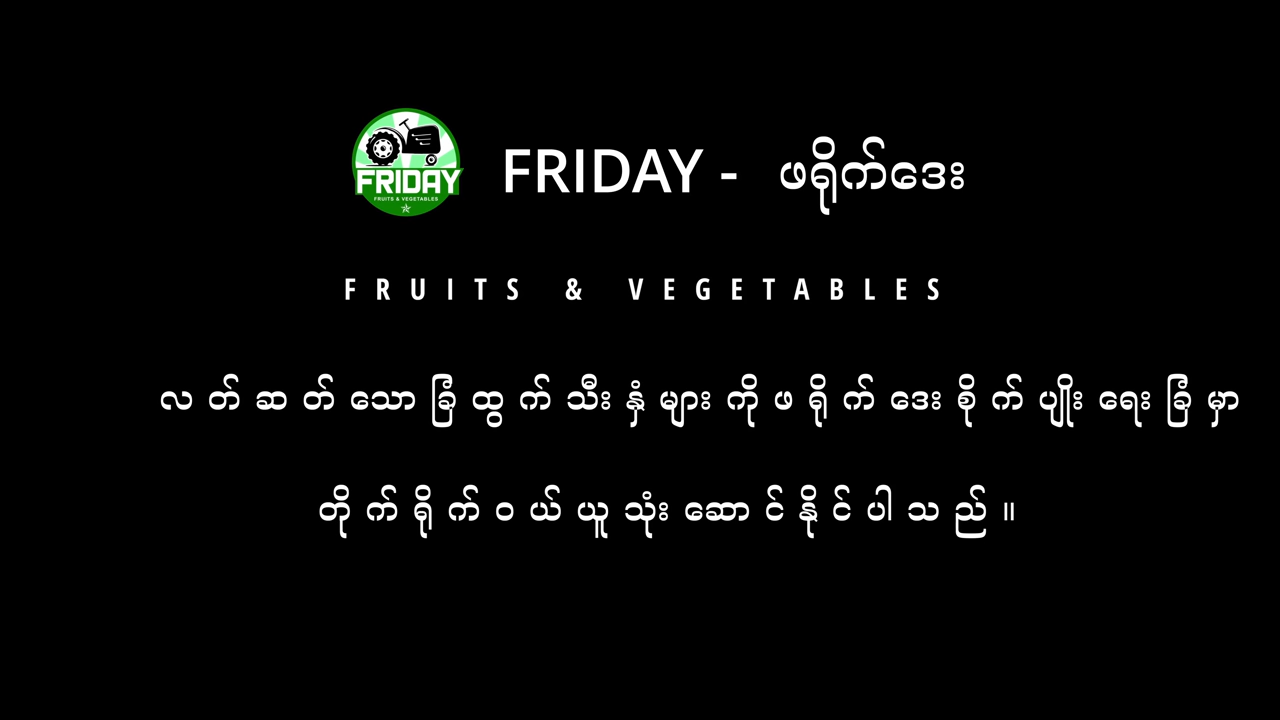 FRIDAY
FRUITS & VEGETABLES
FRIDAY - ဖရိုက်ဒေး
FRUITS & VEGETABLES
လတ်ဆတ်သောခြံထွက်သီးနှံများကိုဖရိုက်ဒေးစိုက်ပျိုးရေးခြံမှာ
တိုက်ရိုက်ဝယ်ယူသုံးဆောင်နိုင်ပါသည်။